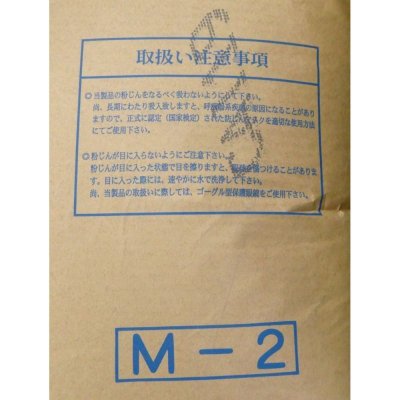 取扱い注意事項
◎当製品の粉じんをなるべく吸わないようにして下さい。
尚、長期にわたり吸入致しますと、呼吸器系疾患の原因になることがあり
ますので、正式に認定（国家検定）された防じんマスクを適切な使用方法
にてご使用下さい。
◎粉じんが目に入らないようにご注意下さい。
粉じんが目に入った状態で目を擦りますと、眼球を傷つけることがありま
す。目に入った際には、速やかに水で洗浄して下さい。
尚、当製品の取扱いに際しては、ゴーグル型保護眼鏡をご使用下さい。
M－2